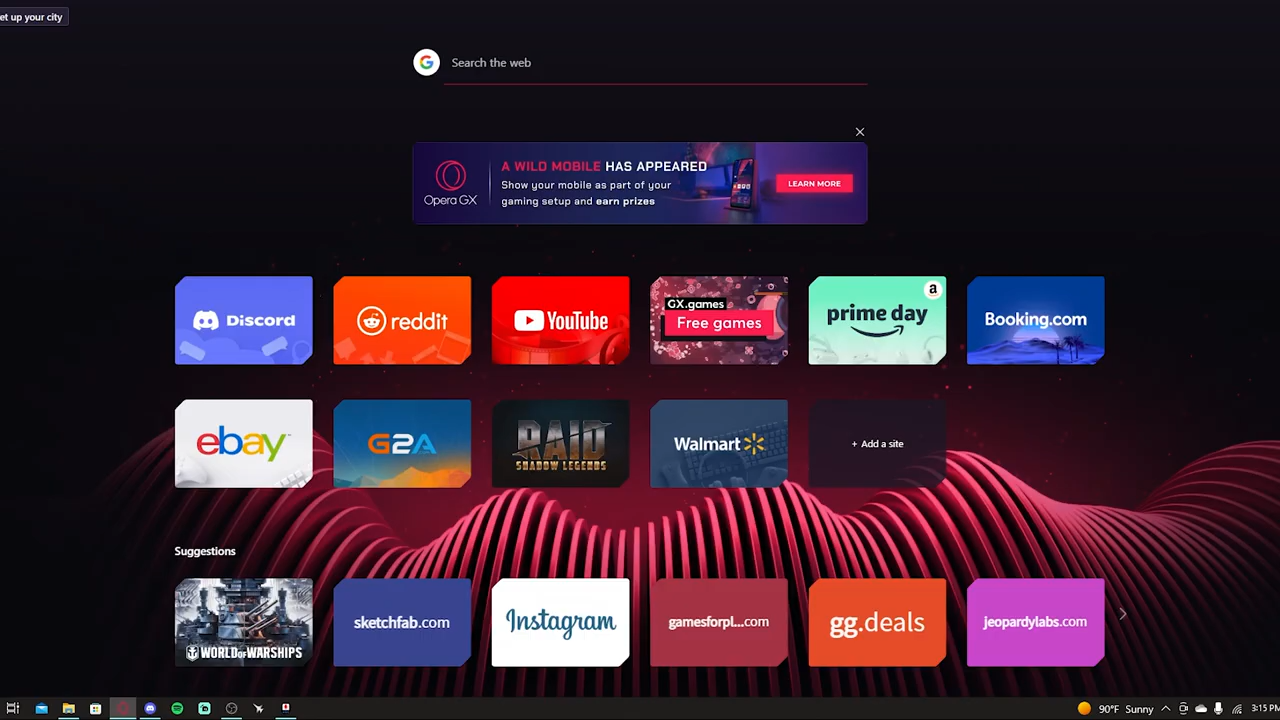 et up your city
Search the web
A WILD MOBILE HAS APPEARED
Show your mobile as part of your
gaming setup and earn prizes
Opera GX
LEARN MORE
Discord
reddit
YouTube
GX.games
Free games
a
prime day
Booking.com
ebay
G2A
RAID
SHADOW LEGENDS
Walmart
+ Add a site
Suggestions
WORLD OF WARSHIPS
sketchfab.com
Instagram
gamesforpl...com
gg.deals
jeopardylabs.com
90°F Sunny
3:15 PM